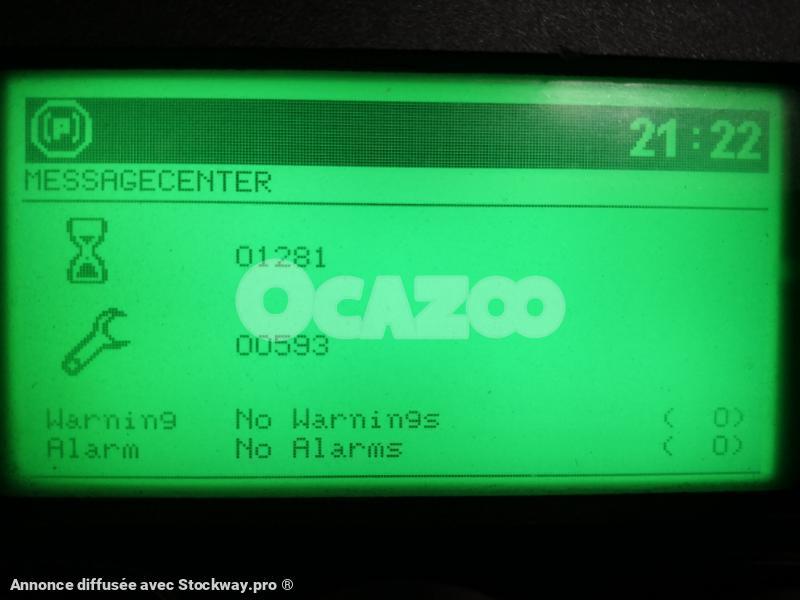 (P) 21:22
MESSAGECENTER
01281
OCAZOO
00593
Warning No Warnings ( 0)
Alarm No Alarms ( 0)
Annonce diffusée avec Stockway.pro ®